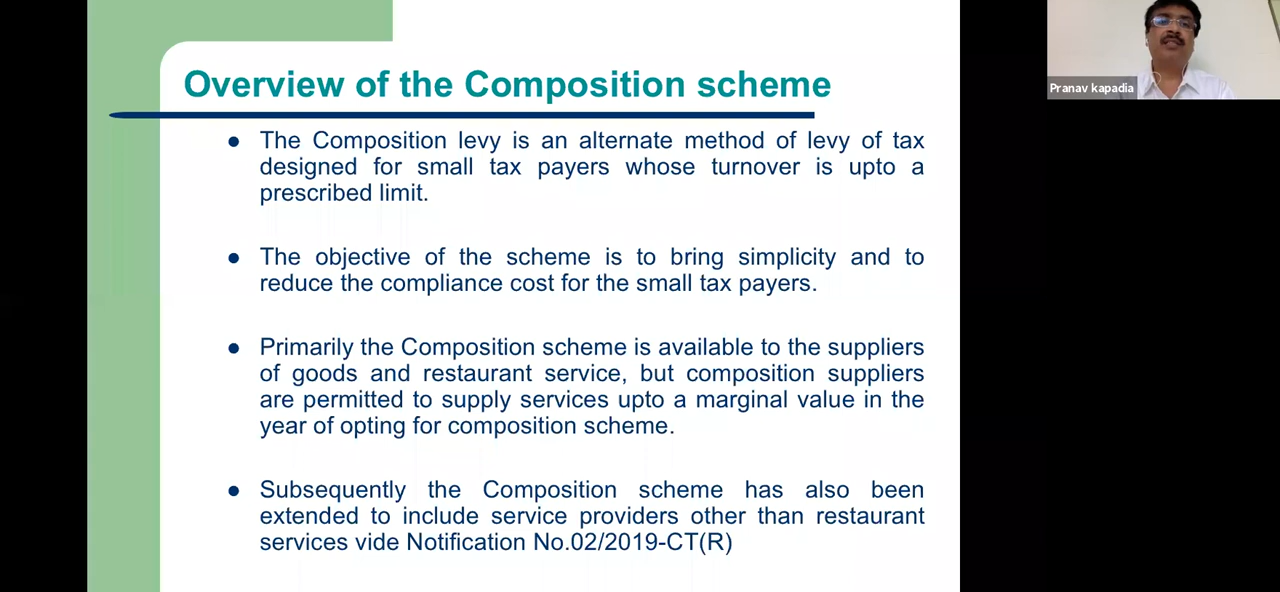 Overview of the Composition scheme
● The Composition levy is an alternate method of levy of tax
designed for small tax payers whose turnover is upto a
prescribed limit.
● The objective of the scheme is to bring simplicity and to
reduce the compliance cost for the small tax payers.
● Primarily the Composition scheme is available to the suppliers
of goods and restaurant service, but composition suppliers
are permitted to supply services upto a marginal value in the
year of opting for composition scheme.
● Subsequently the Composition scheme has also been
extended to include service providers other than restaurant
services vide Notification No.02/2019-CT(R)
Pranav kapadia